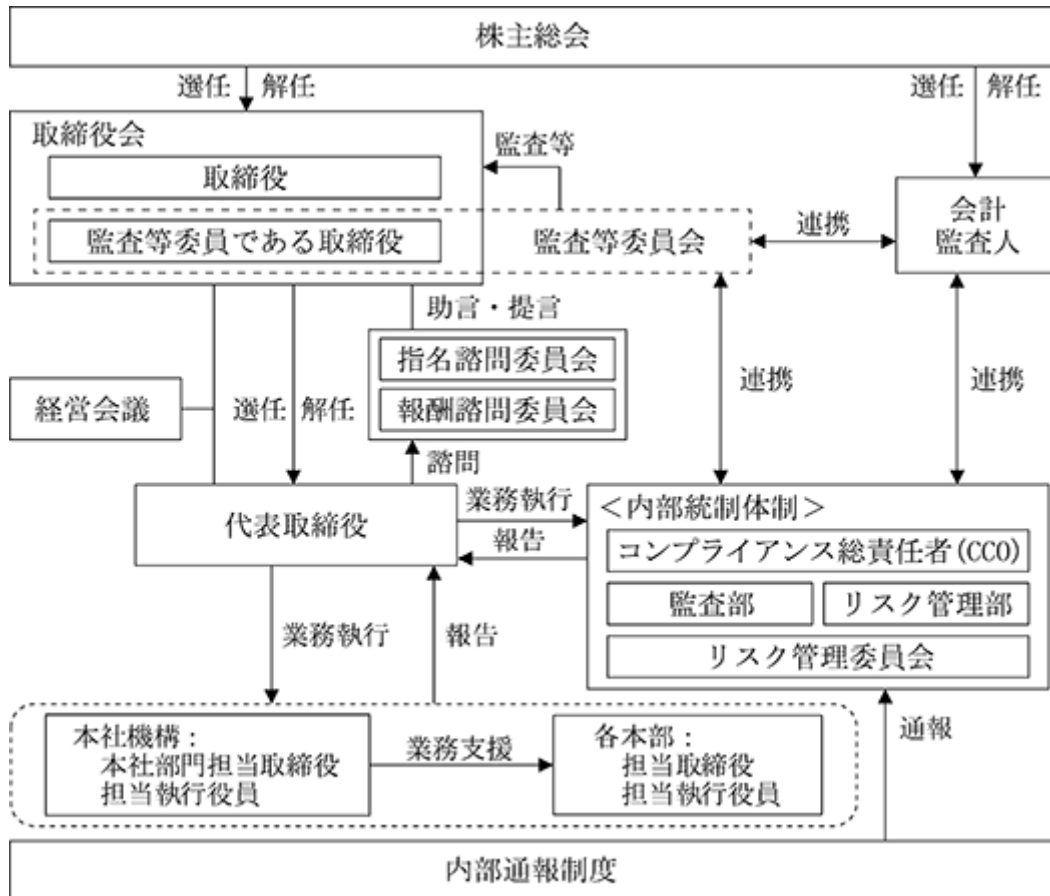 株主総会
選任 解任
選任 解任
取締役会
取締役
監査等委員である取締役
監査等委員会
監査等
連携
会計
監査人
助言・提言
指名諮問委員会
報酬諮問委員会
諮問
経営会議
選任 解任
連携
連携
代表取締役
業務執行
報告
＜内部統制体制＞
コンプライアンス総責任者(CCO)
監査部
リスク管理部
リスク管理委員会
業務執行
報告
通報
本社機構：
本社部門担当取締役
担当執行役員
業務支援
各本部：
担当取締役
担当執行役員
内部通報制度